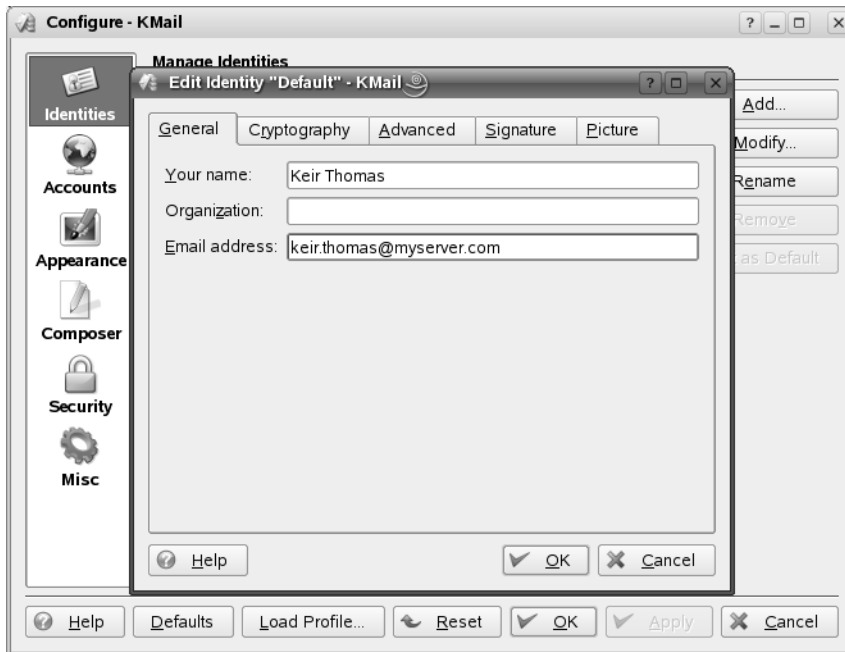 Configure - KMail
Identities
Accounts
Appearance
Composer
Security
Misc
Manage Identities
Add...
Modify...
Rename
Remove
as Default
Edit Identity "Default" - KMail
General
Cryptography
Advanced
Signature
Picture
Your name:
Keir Thomas
Organization:
Email address:
keir.thomas@myserver.com
Help
OK
Cancel
Help
Defaults
Load Profile...
Reset
OK
Apply
Cancel